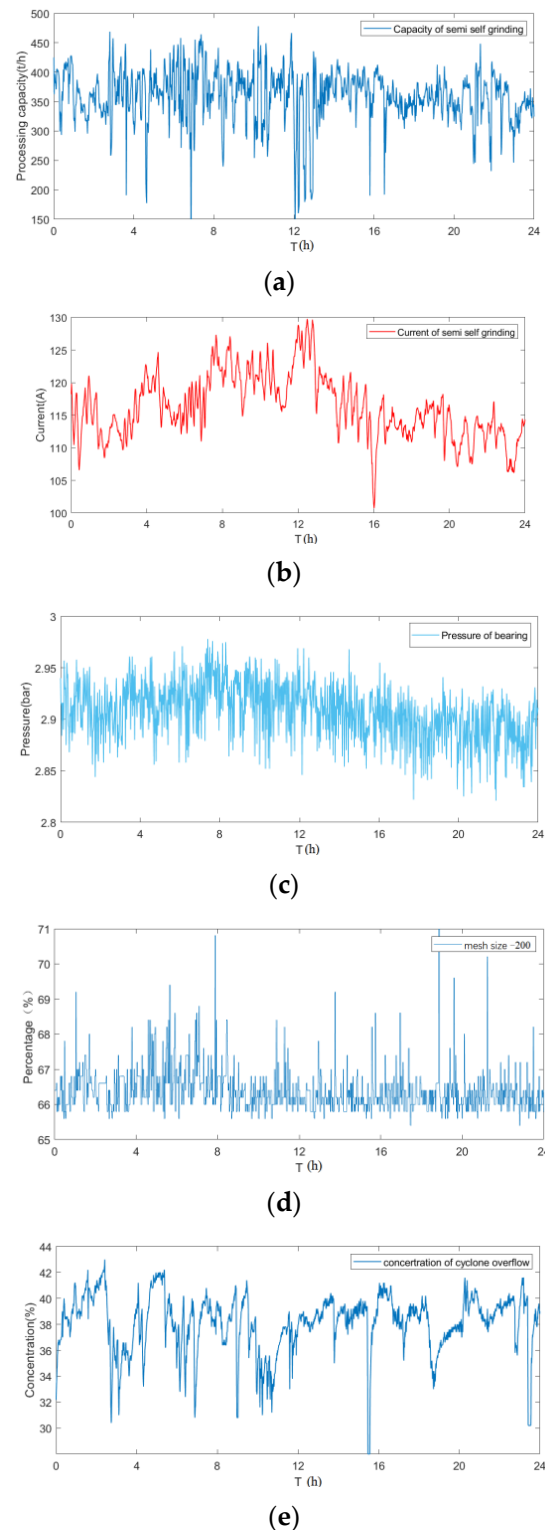 500
450
400
350
300
250
200
150
Processing capacity(t/h)
Capacity of semi self grinding
0 4 8 12 16 20 24
T (h)
(a)
130
125
120
115
110
105
100
Current(A)
Current of semi self grinding
0 4 8 12 16 20 24
T (h)
(b)
3
2.95
2.9
2.85
2.8
Pressure(bar)
Pressure of bearing
0 4 8 12 16 20 24
T (h)
(c)
71
70
69
68
67
66
65
Percentage (%)
mesh size -200
0 4 8 12 16 20 24
T (h)
(d)
44
42
40
38
36
34
32
30
Concentration(%)
concertration of cyclone overflow
0 4 8 12 16 20 24
T (h)
(e)